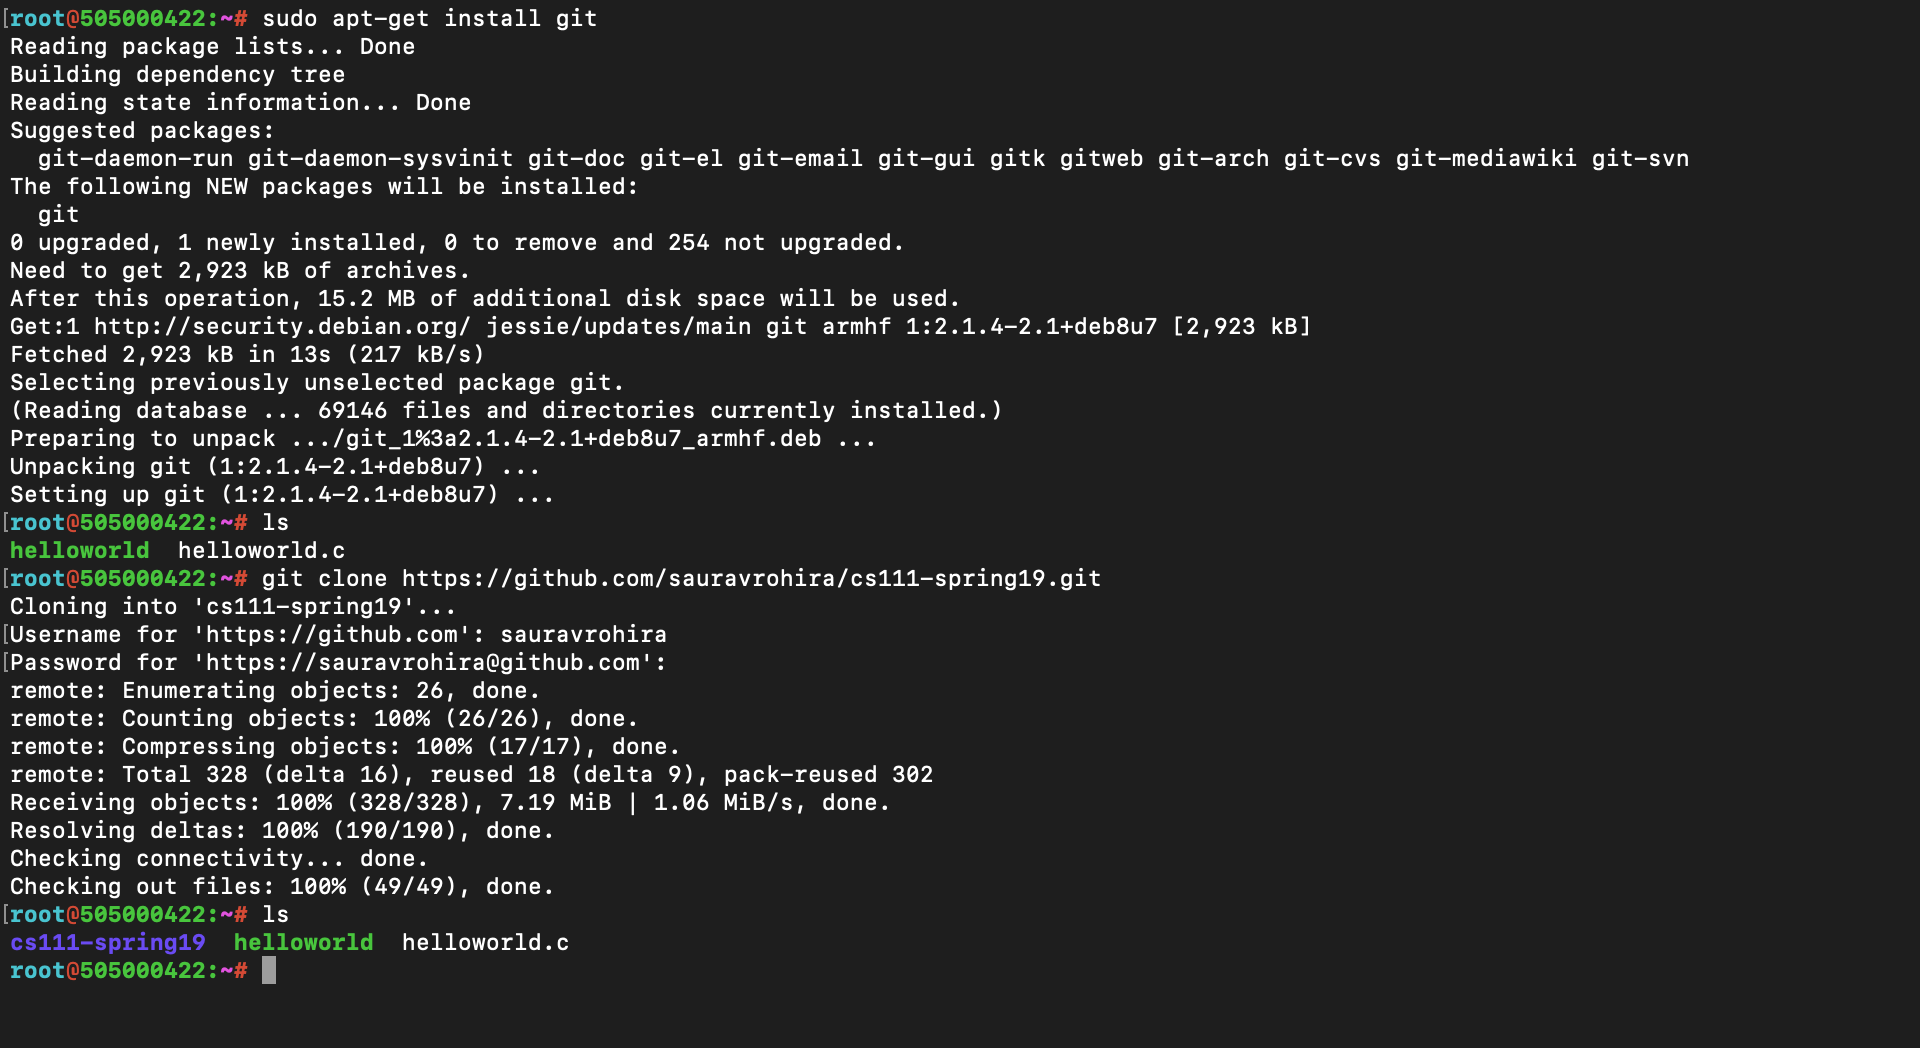 [root@505000422:~# sudo apt-get install git
Reading package lists... Done
Building dependency tree
Reading state information... Done
Suggested packages:
  git-daemon-run git-daemon-sysvinit git-doc git-el git-email git-gui gitk gitweb git-arch git-cvs git-mediawiki git-svn
The following NEW packages will be installed:
  git
0 upgraded, 1 newly installed, 0 to remove and 254 not upgraded.
Need to get 2,923 kB of archives.
After this operation, 15.2 MB of additional disk space will be used.
Get:1 http://security.debian.org/ jessie/updates/main git armhf 1:2.1.4-2.1+deb8u7 [2,923 kB]
Fetched 2,923 kB in 13s (217 kB/s)
Selecting previously unselected package git.
(Reading database ... 69146 files and directories currently installed.)
Preparing to unpack .../git_1%3a2.1.4-2.1+deb8u7_armhf.deb ...
Unpacking git (1:2.1.4-2.1+deb8u7) ...
Setting up git (1:2.1.4-2.1+deb8u7) ...
[root@505000422:~# ls
helloworld  helloworld.c
[root@505000422:~# git clone https://github.com/sauravrohira/cs111-spring19.git
Cloning into 'cs111-spring19'...
[Username for 'https://github.com': sauravrohira
[Password for 'https://sauravrohira@github.com':
remote: Enumerating objects: 26, done.
remote: Counting objects: 100% (26/26), done.
remote: Compressing objects: 100% (17/17), done.
remote: Total 328 (delta 16), reused 18 (delta 9), pack-reused 302
Receiving objects: 100% (328/328), 7.19 MiB | 1.06 MiB/s, done.
Resolving deltas: 100% (190/190), done.
Checking connectivity... done.
Checking out files: 100% (49/49), done.
[root@505000422:~# ls
cs111-spring19  helloworld  helloworld.c
root@505000422:~#